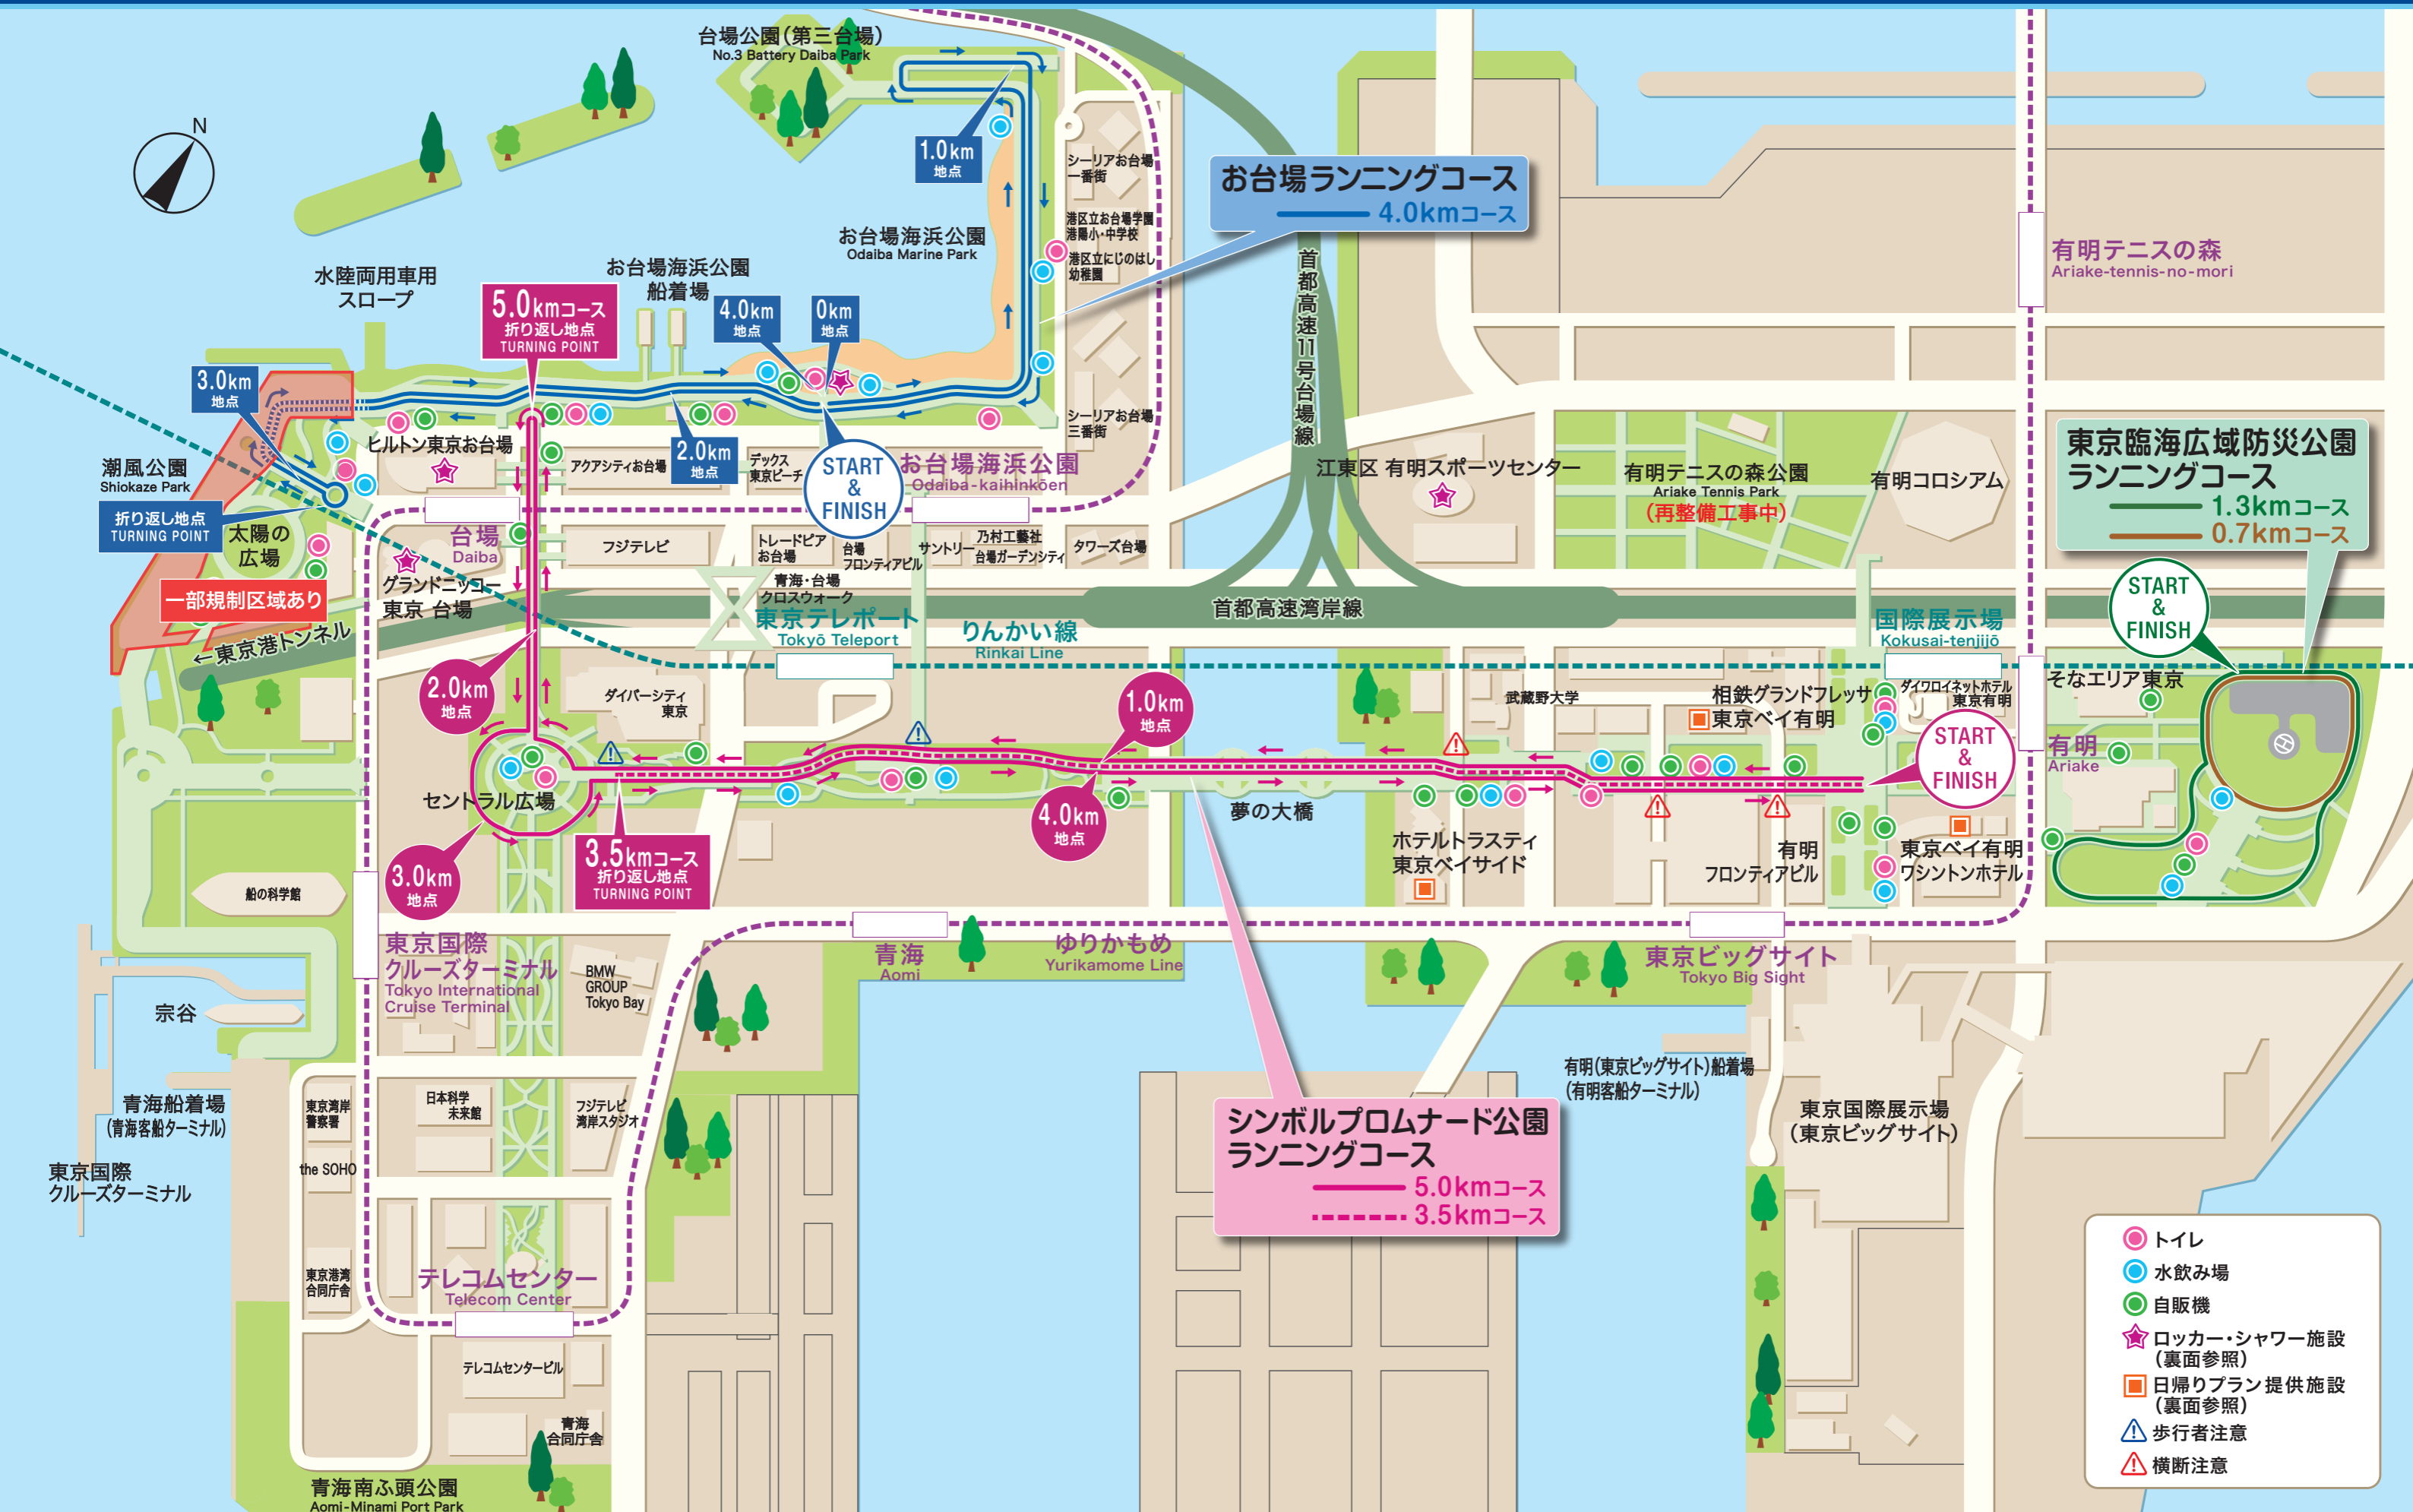 台場公園(第三台場)
No.3 Battery Daiba Park
N
1.0km
地点
シーリアお台場
一番街
お台場ランニングコース
4.0kmコース
港区立お台場学園
港陽小・中学校
港区立にじのはし
幼稚園
お台場海浜公園
Odaiba Marine Park
水陸両用車用
スロープ
お台場海浜公園
船着場
5.0kmコース
折り返し地点
TURNING POINT
4.0km
地点
0km
地点
首都高速11号台場線
有明テニスの森
Ariake-tennis-no-mori
3.0km
地点
ヒルトン東京お台場
アクアシティお台場
2.0km
地点
デックス
東京ビーチ
START
&
FINISH
お台場海浜公園
Odaiba-kaihinkōen
シーリアお台場
三番街
江東区 有明スポーツセンター
有明テニスの森公園
Ariake Tennis Park
(再整備工事中)
有明コロシアム
東京臨海広域防災公園
ランニングコース
1.3kmコース
0.7kmコース
潮風公園
Shiokaze Park
折り返し地点
TURNING POINT
太陽の
広場
台場
Daiba
フジテレビ
トレードピア
お台場
台場
フロンティアビル
サントリー
乃村工藝社
台場ガーデンシティ
タワーズ台場
一部規制区域あり
グランドニッコー
東京 台場
青海・台場
クロスウォーク
首都高速湾岸線
START
&
FINISH
←東京港トンネル
東京テレポート
Tokyō Teleport
りんかい線
Rinkai Line
国際展示場
Kokusai-tenjijō
2.0km
地点
ダイバーシティ
東京
1.0km
地点
武蔵野大学
相鉄グランドフレッサ
東京ベイ有明
ダイワロイネットホテル
東京有明
そなエリア東京
START
&
FINISH
有明
Ariake
セントラル広場
4.0km
地点
夢の大橋
3.0km
地点
3.5kmコース
折り返し地点
TURNING POINT
ホテルトラスティ
東京ベイサイド
有明
フロンティアビル
東京ベイ有明
ワシントンホテル
船の科学館
東京国際
クルーズターミナル
Tokyo International
Cruise Terminal
BMW
GROUP
Tokyo Bay
青海
Aomi
ゆりかもめ
Yurikamome Line
東京ビッグサイト
Tokyo Big Sight
宗谷
青海船着場
(青海客船ターミナル)
東京国際
クルーズターミナル
東京湾岸
警察署
日本科学
未来館
フジテレビ
湾岸スタジオ
the SOHO
シンボルプロムナード公園
ランニングコース
5.0kmコース
3.5kmコース
有明(東京ビッグサイト)船着場
(有明客船ターミナル)
東京国際展示場
(東京ビッグサイト)
東京港湾
合同庁舎
テレコムセンター
Telecom Center
テレコムセンタービル
青海
合同庁舎
青海南ふ頭公園
Aomi-Minami Port Park
トイレ
水飲み場
自販機
ロッカー・シャワー施設
(裏面参照)
日帰りプラン提供施設
(裏面参照)
歩行者注意
横断注意